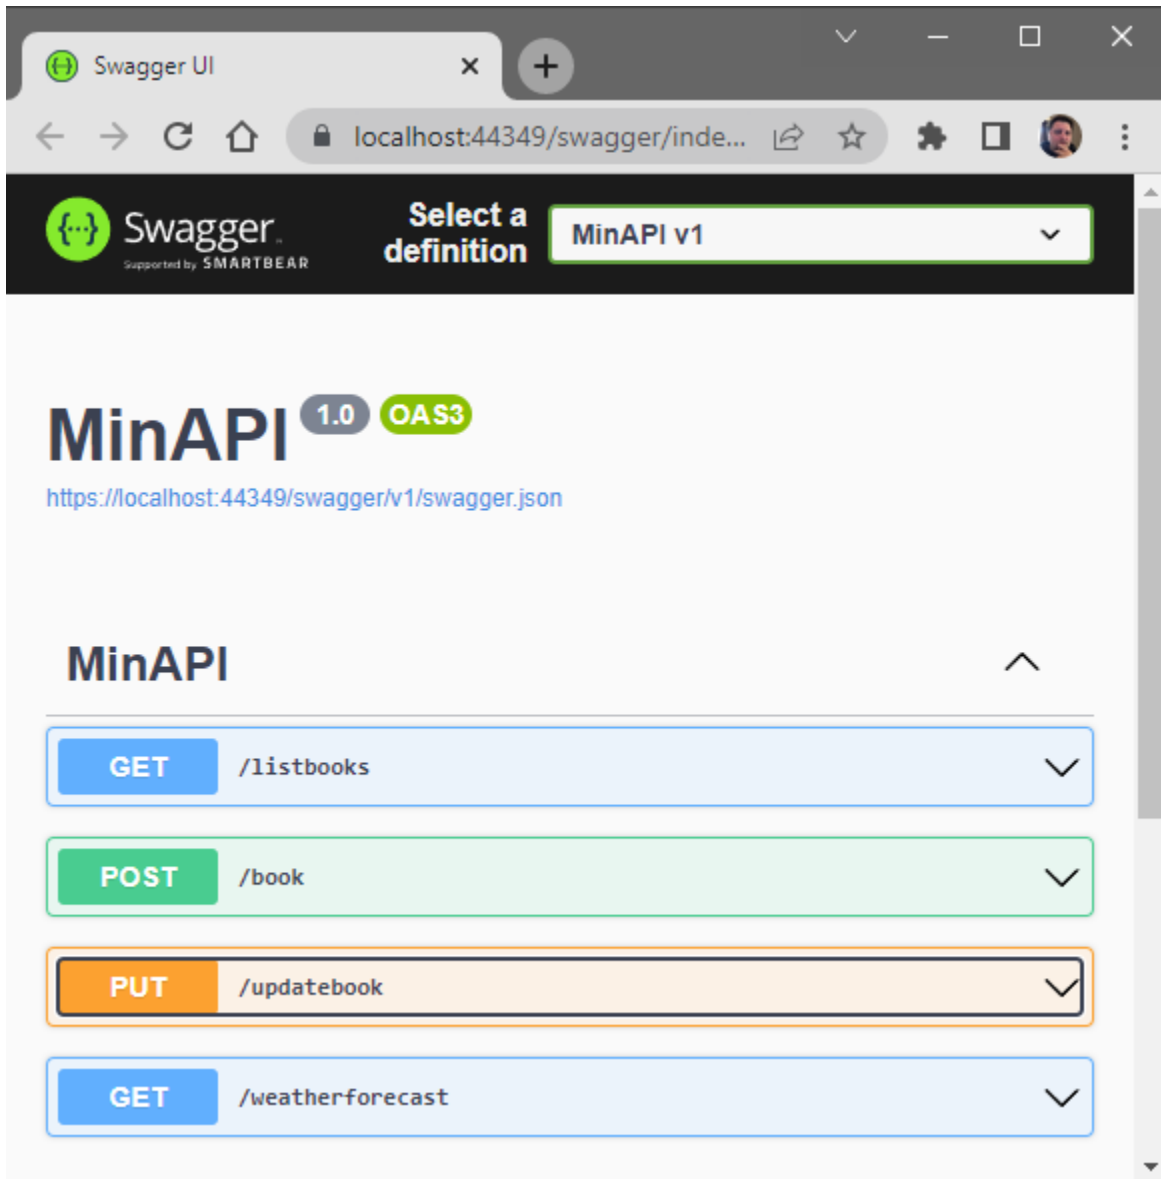 Swagger UI
localhost:44349/swagger/inde...
Swagger.
Supported by SMARTBEAR
Select a
definition
MinAPI v1
MinAPI 1.0 OAS3
https://localhost:44349/swagger/v1/swagger.json
MinAPI
GET /listbooks
POST /book
PUT /updatebook
GET /weatherforecast